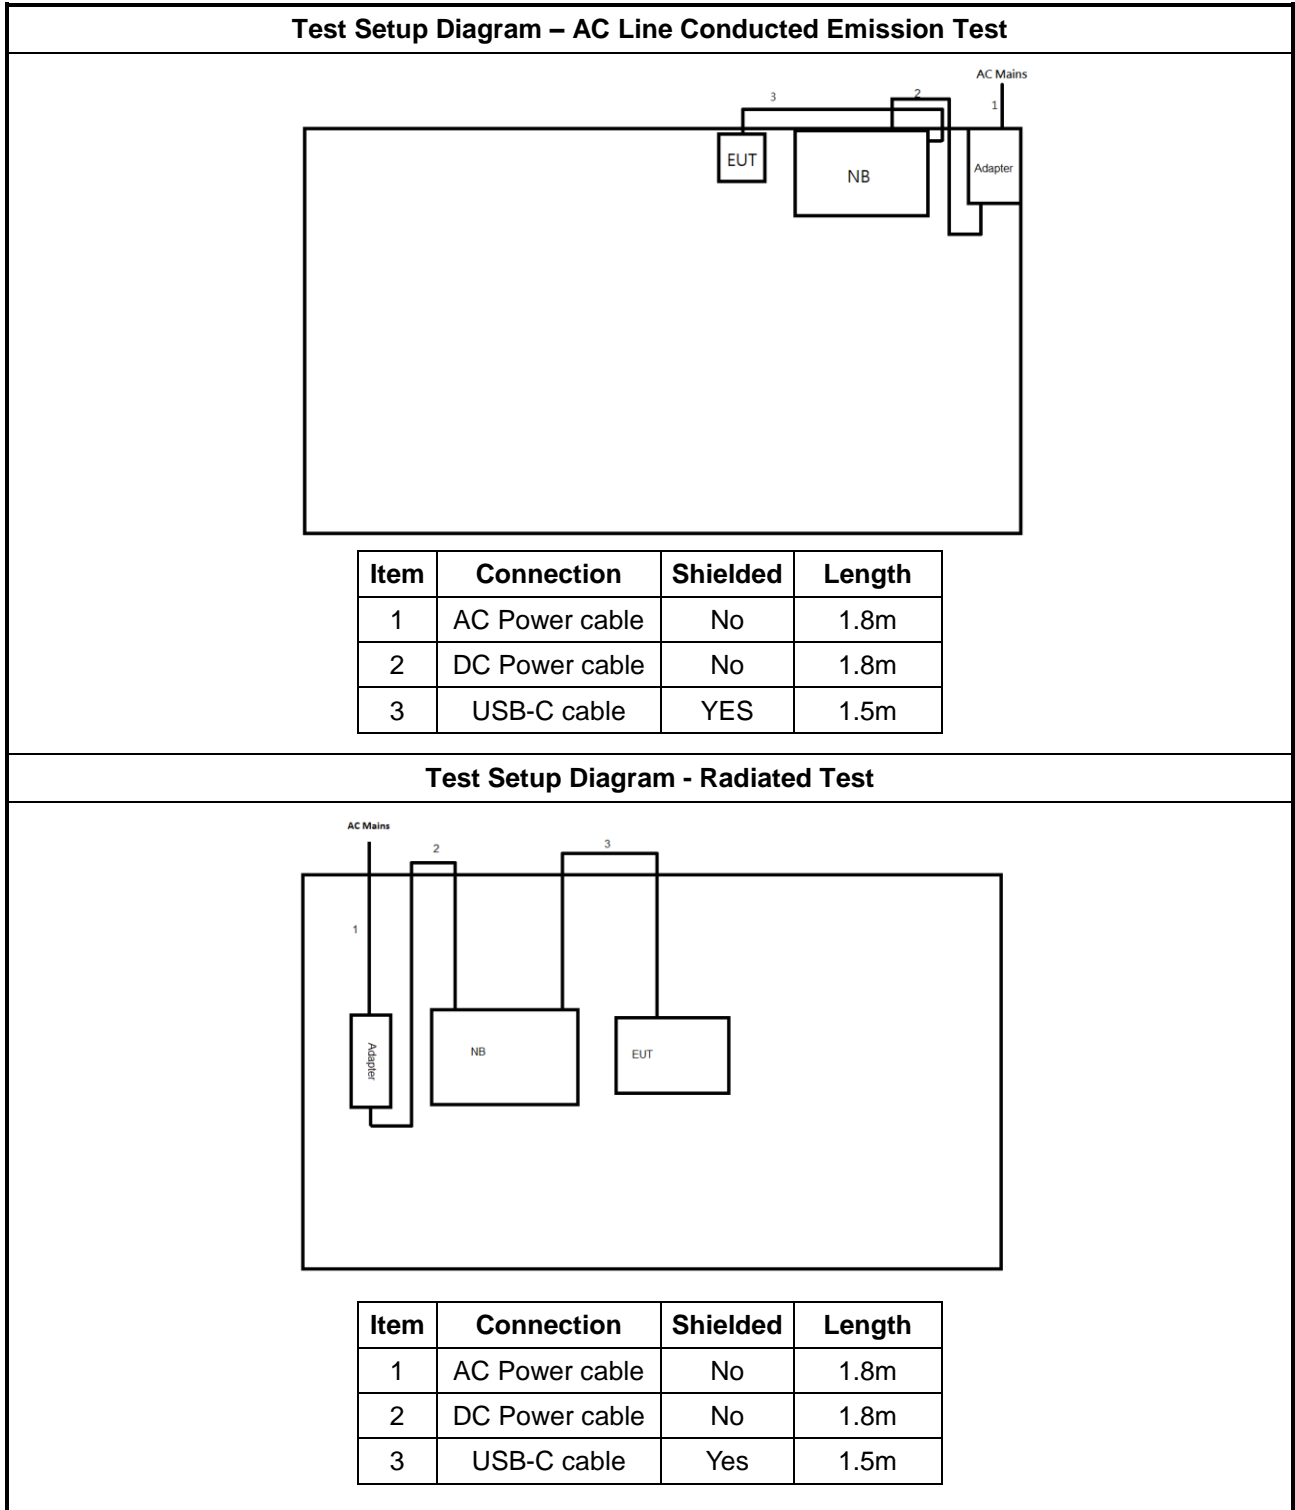 Test Setup Diagram – AC Line Conducted Emission Test
AC Mains
3
2
1
EUT
NB
Adapter
Item Connection Shielded Length
1 AC Power cable No 1.8m
2 DC Power cable No 1.8m
3 USB-C cable YES 1.5m
Test Setup Diagram - Radiated Test
AC Mains
2
3
1
Adapter
NB
EUT
Item Connection Shielded Length
1 AC Power cable No 1.8m
2 DC Power cable No 1.8m
3 USB-C cable Yes 1.5m